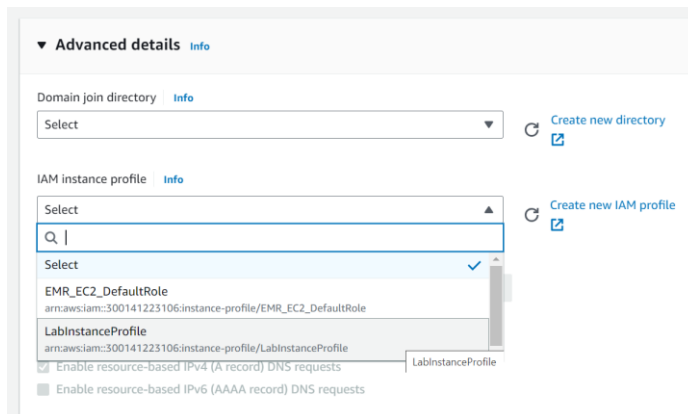 Advanced details Info
Domain join directory Info
Select
Create new directory
IAM instance profile Info
Select
Create new IAM profile
Select
EMR_EC2_DefaultRole
arn:aws:iam::300141223106:instance-profile/EMR_EC2_DefaultRole
LabInstanceProfile
arn:aws:iam::300141223106:instance-profile/LabInstanceProfile
LabInstanceProfile
Enable resource-based IPv4 (A record) DNS requests
Enable resource-based IPv6 (AAAA record) DNS requests